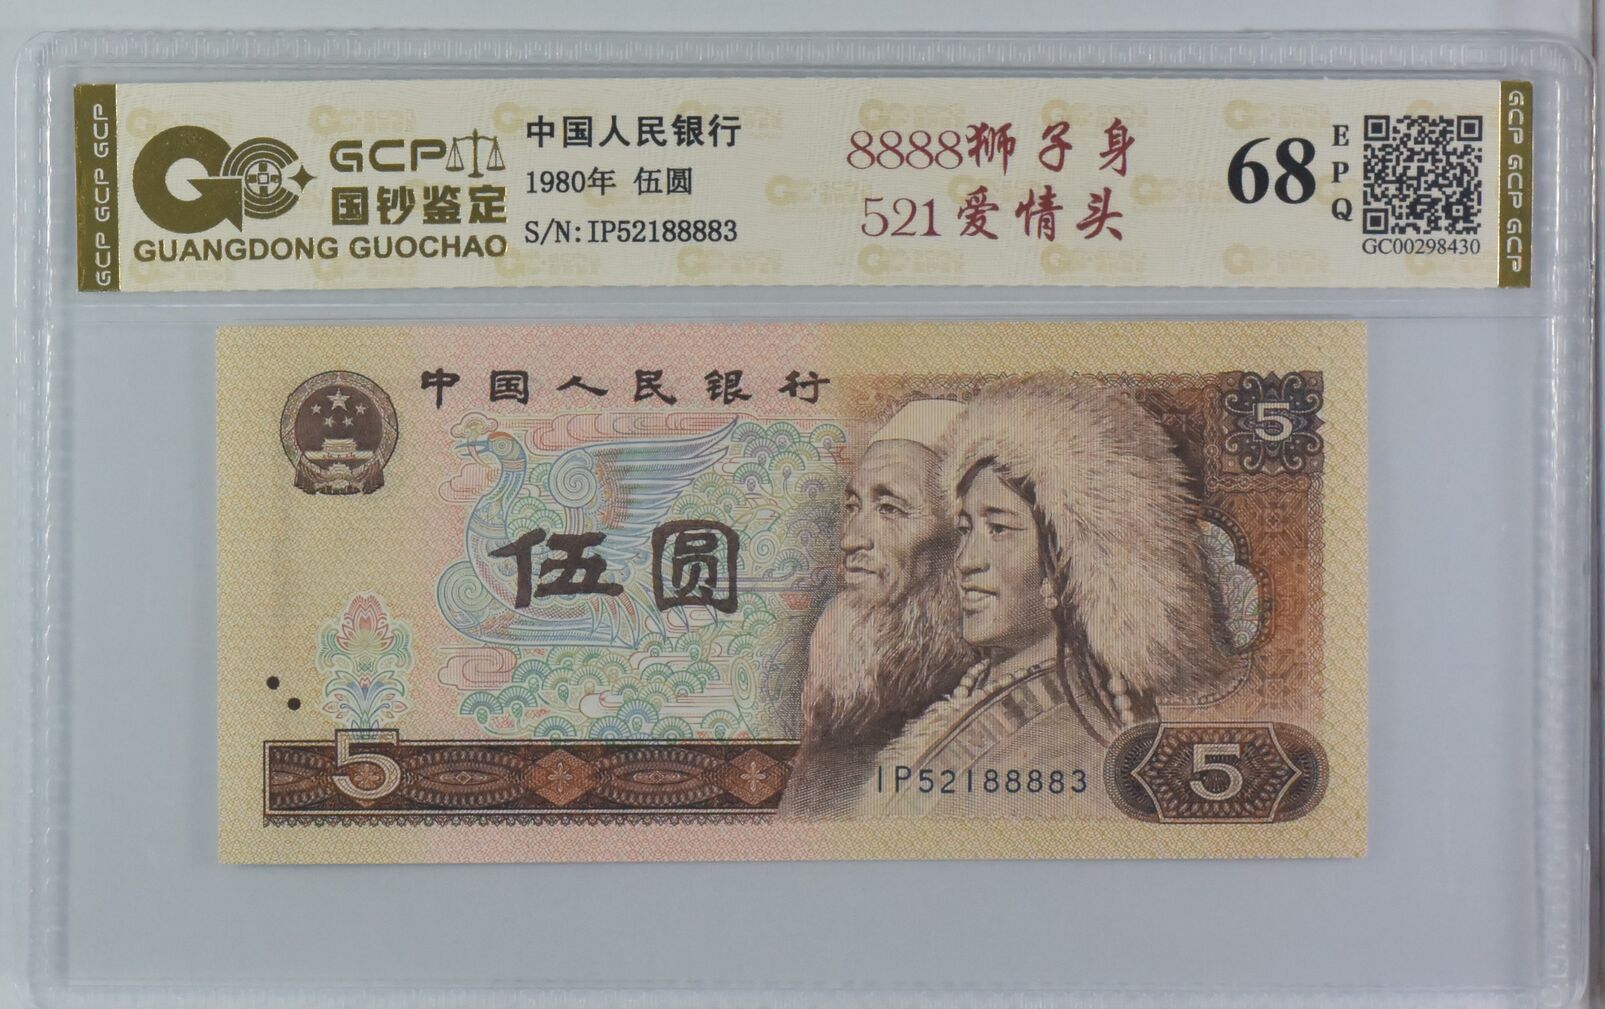 GCP GCP GCP
GCP
国钞鉴定
GUANGDONG GUOCHAO
中国人民银行
1980年 伍圆
S/N: IP52188883
8888狮子身
521爱情头
68
EPQ
GC00298430
GCP GCP GCP
中国人民银行
5
伍圆
5
IP52188883
5